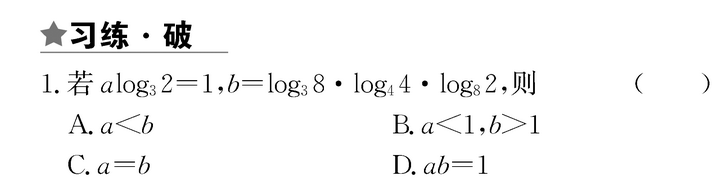 ★习练·破
1. 若 alog₃2=1,b=log₃8·log₄4·log₈2,则 (  )
A. a<b B. a<1,b>1
C. a=b D. ab=1